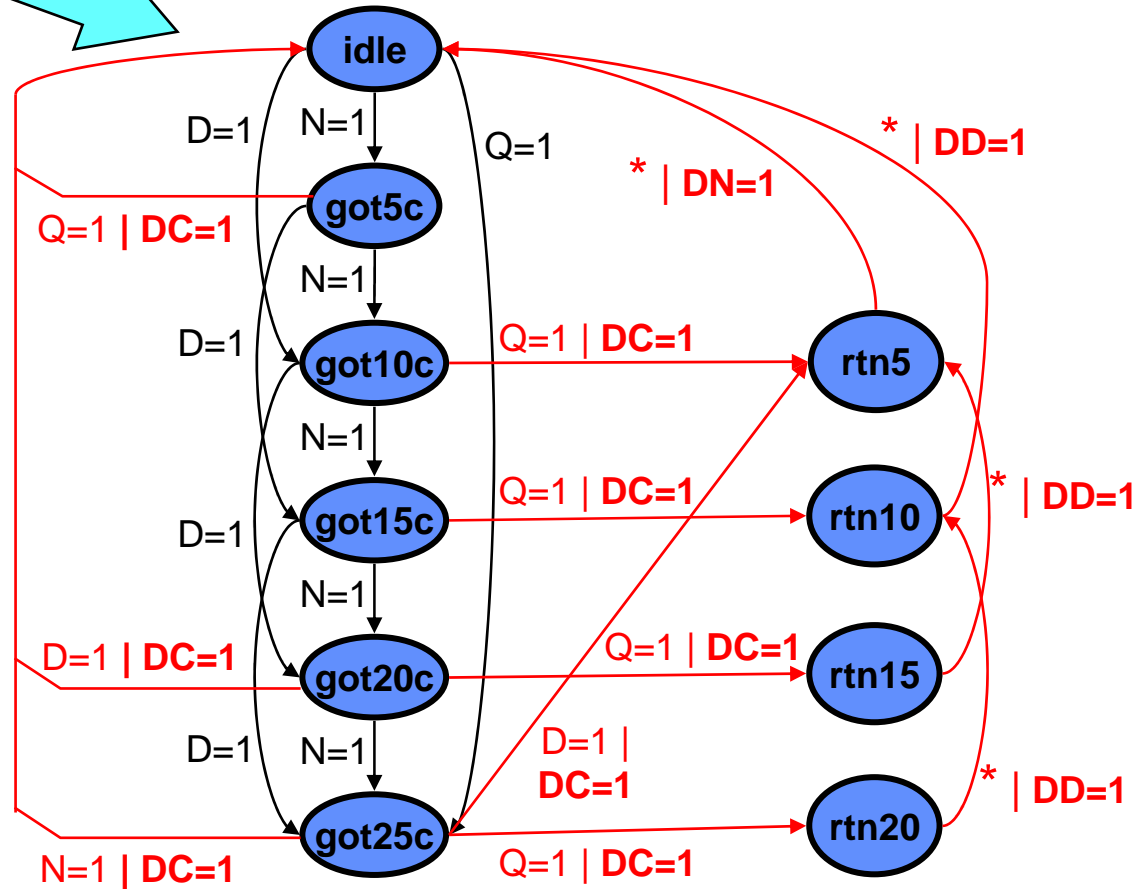 idle
D=1
N=1
Q=1
* | DD=1
* | DN=1
got5c
Q=1 | DC=1
N=1
D=1
Q=1 | DC=1
got10c
rtn5
N=1
Q=1 | DC=1
* | DD=1
got15c
rtn10
D=1
N=1
D=1 | DC=1
Q=1 | DC=1
got20c
rtn15
D=1
N=1
D=1 |
DC=1
* | DD=1
got25c
rtn20
N=1 | DC=1
Q=1 | DC=1